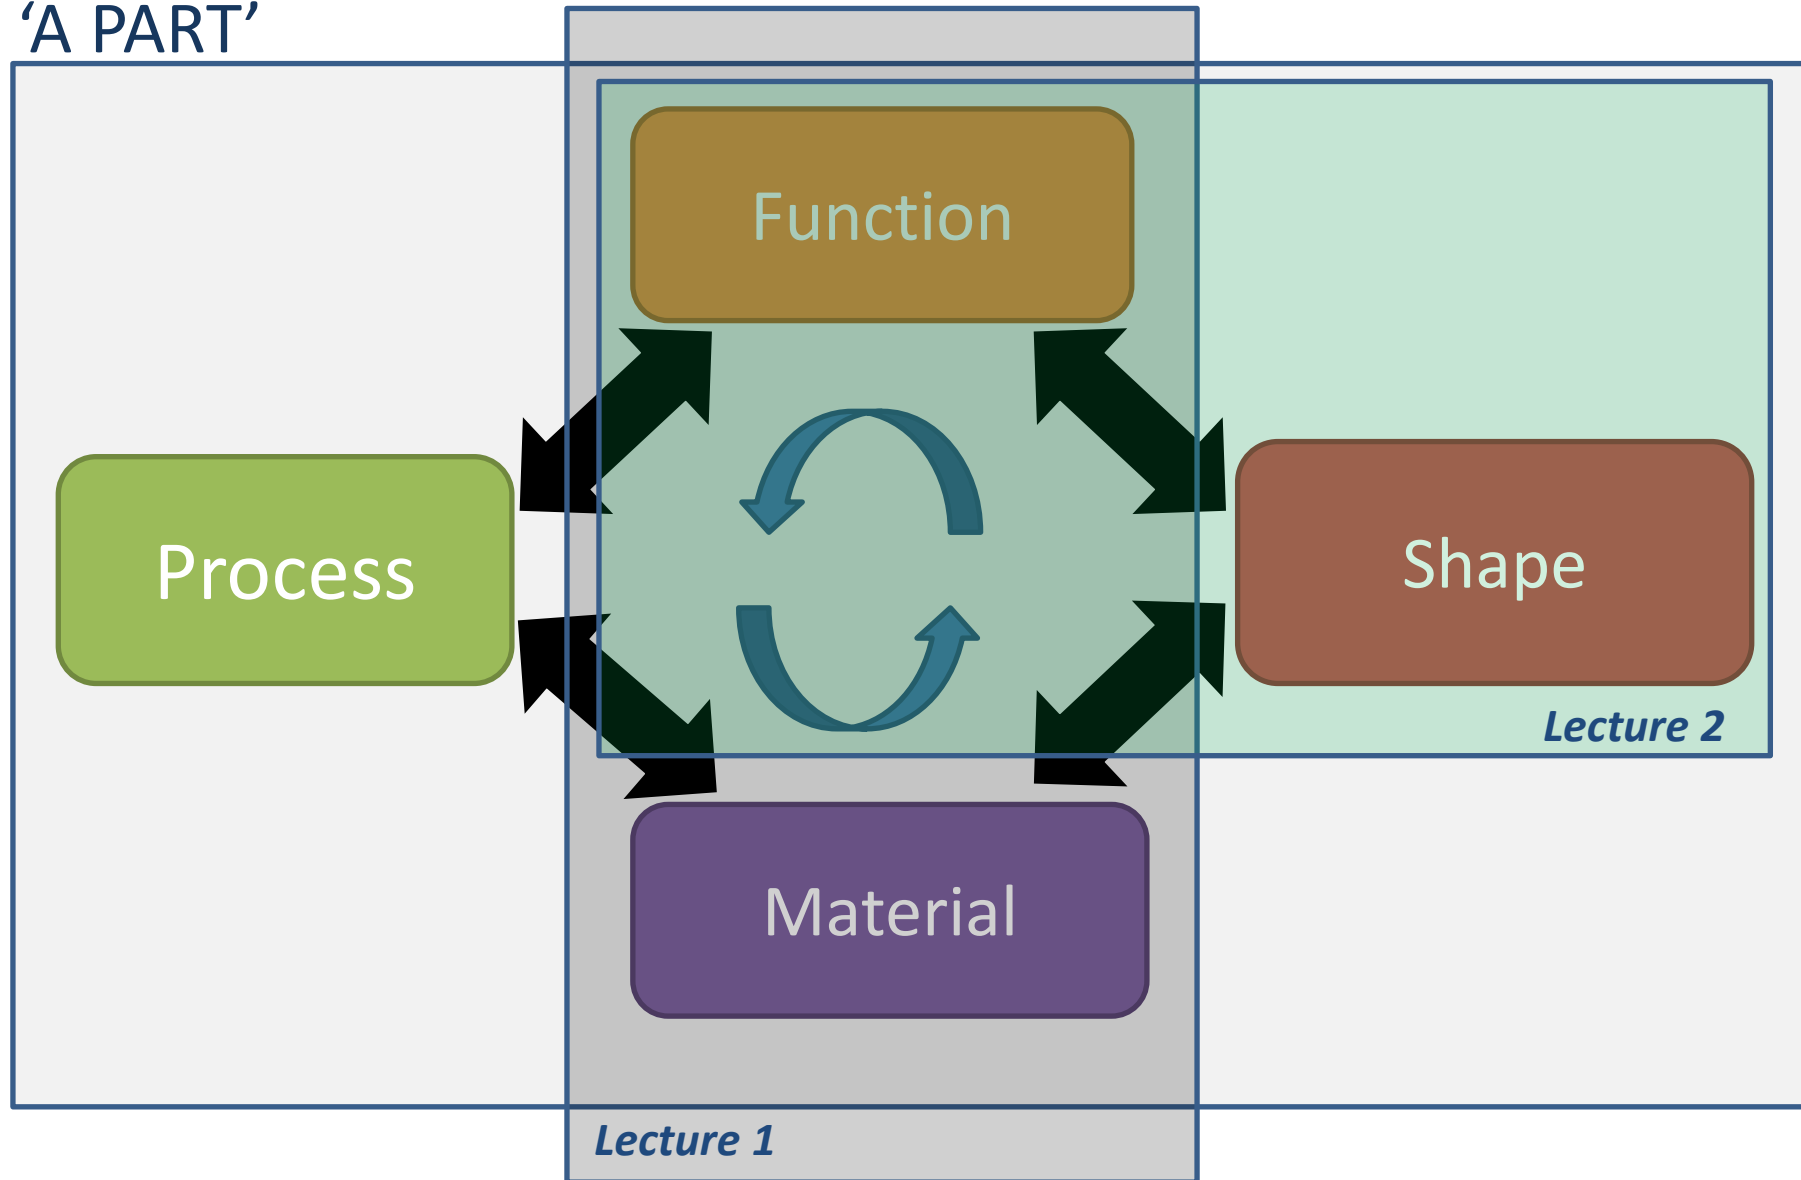 ‘A PART’
Function
Process
Shape
Lecture 2
Material
Lecture 1